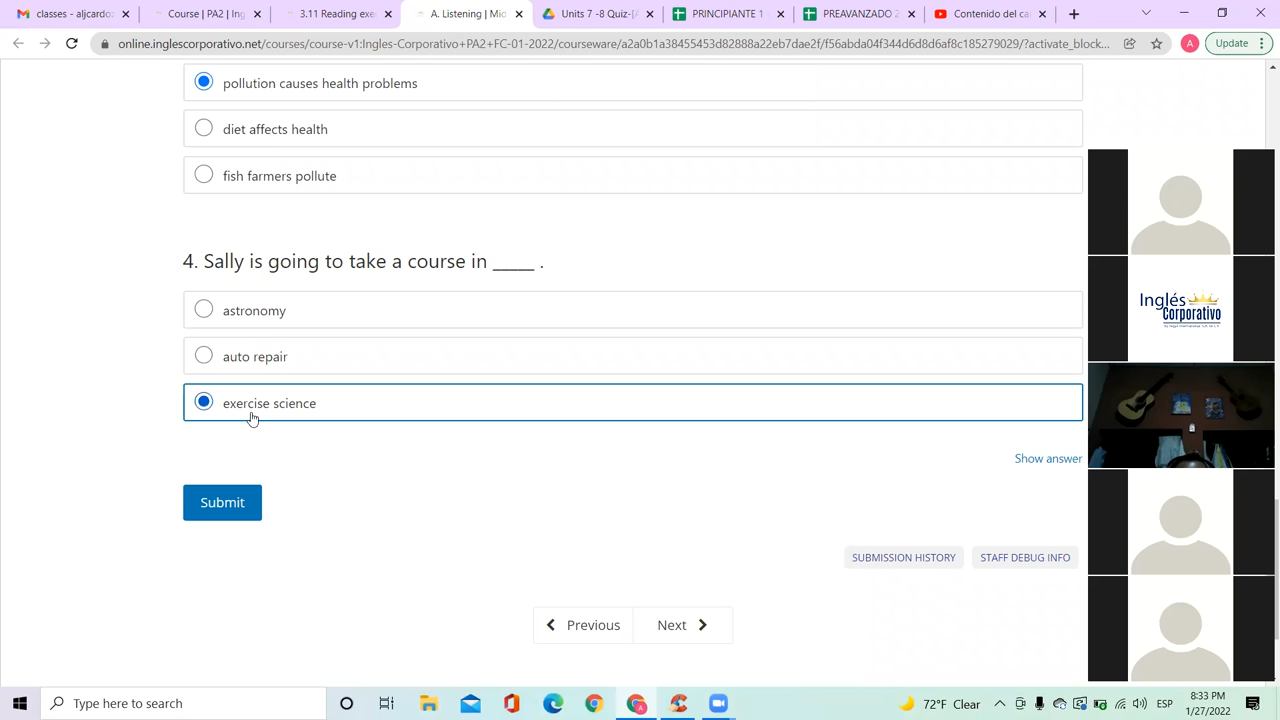 classes - aljcardoc
Course | PA2 | Ing
3.11 Reading exer
A. Listening | Mid
Units 7 -8 Quiz-[A
PRINCIPIANTE 1
PREAVANZADO 2
Contenido del ca
online.inglescorporativo.net/courses/course-v1:Ingles-Corporativo+PA2+IC-01-2022/courseware/a2a0b1a38455453d82888a22eb7dae2f/f56abda04f344d6f8d6af8c185279029/?activate_block...
A
Update
pollution causes health problems
diet affects health
fish farmers pollute
4. Sally is going to take a course in _____ .
astronomy
auto repair
exercise science
Show answer
Submit
SUBMISSION HISTORY
STAFF DEBUG INFO
Previous
Next
Inglés
Corporativo
Type here to search
72°F Clear
ESP
8:33 PM
1/27/2022